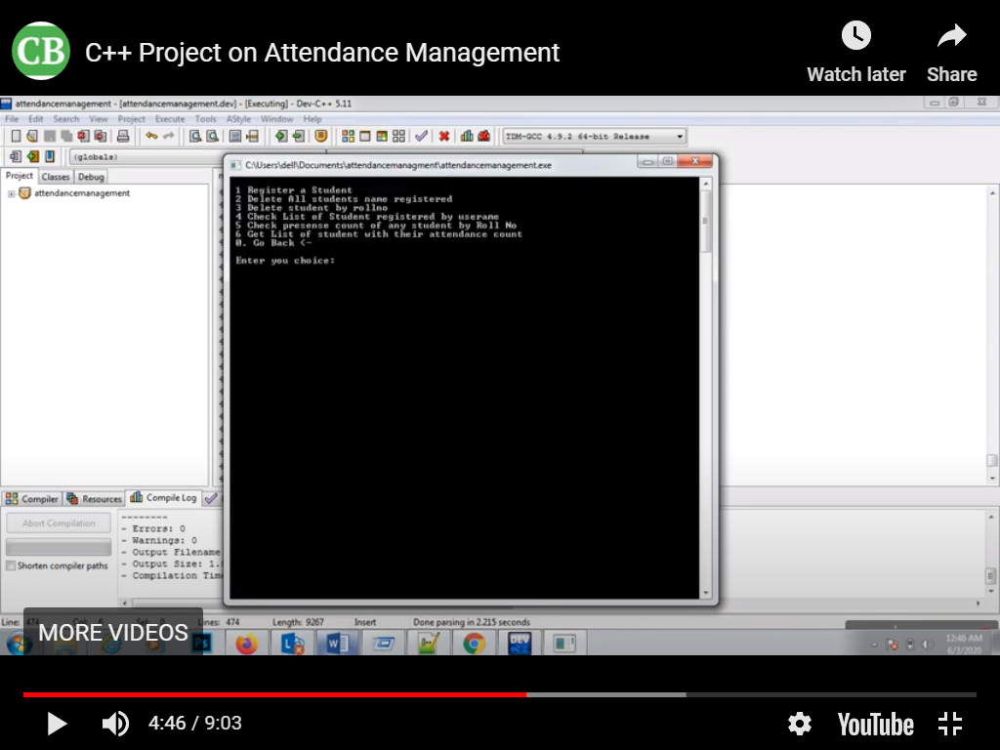 CB
C++ Project on Attendance Management
Watch later
Share
attendancemanagement - [attendancemanagement.dev] - [Executing] - Dev-C++ 5.11
File Edit Search View Project Execute Tools AStyle Window Help
TDM-GCC 4.9.2 64-bit Release
(globals)
Project Classes Debug
attendancemanagement
C:\Users\dell\Documents\attendancemanagment\attendancemanagement.exe
1 Register a Student
2 Delete All students name registered
3 Delete student by rollno
4 Check List of Student registered by userame
5 Check presense count of any student by Roll No
6 Get List of student with their attendance count
0. Go Back <-
Enter you choice:
Compiler Resources Compile Log
Abort Compilation
Shorten compiler paths
--------
- Errors: 0
- Warnings: 0
- Output Filename
- Output Size: 1.
- Compilation Time
Line: 474 Lines: 474 Length: 9267 Insert Done parsing in 2.215 seconds
MORE VIDEOS
Ps
DEV
12:46 AM
6/3/2020
4:46 / 9:03
YouTube